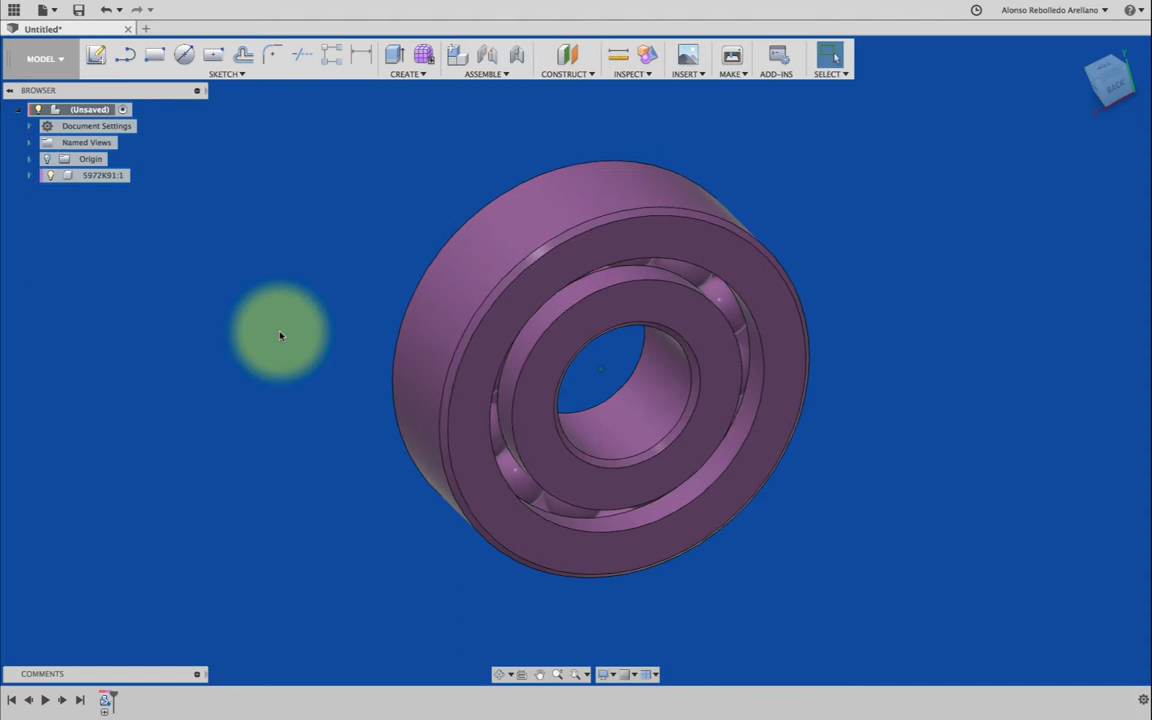 Alonso Rebolledo Arellano
Untitled*
MODEL
SKETCH
CREATE
ASSEMBLE
CONSTRUCT
INSPECT
INSERT
MAKE
ADD-INS
SELECT
BACK
BROWSER
(Unsaved)
Document Settings
Named Views
Origin
5972K91:1
COMMENTS